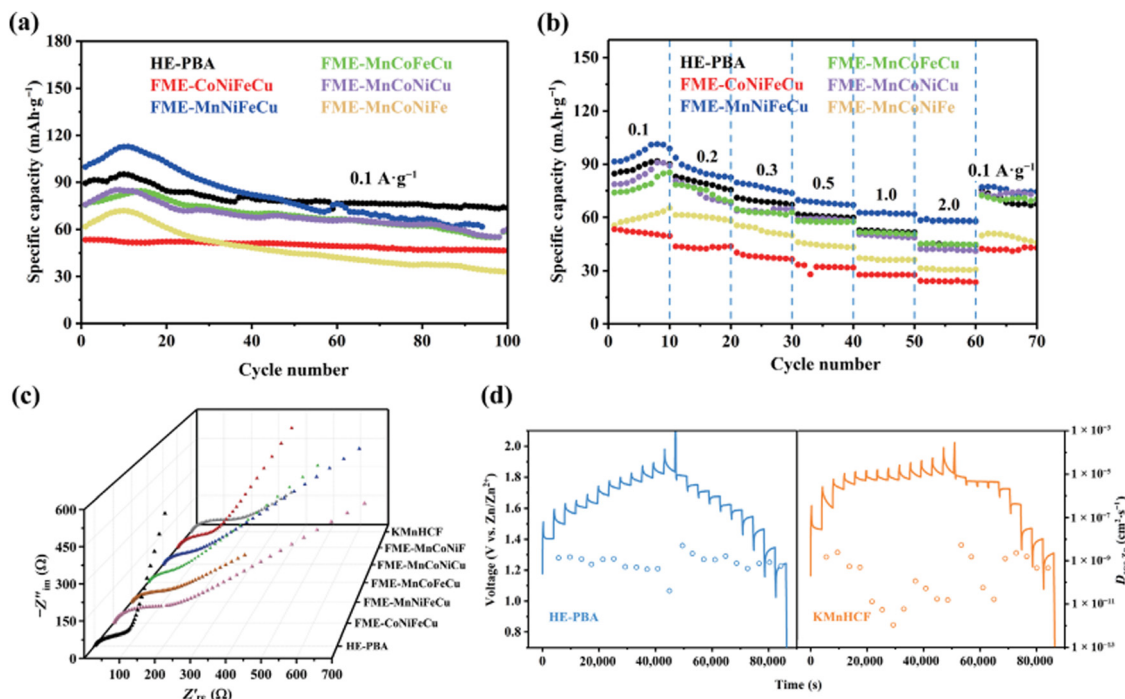 (a)
180
150
120
90
60
30
0
Specific capacity (mAh·g⁻¹)
HE-PBA
FME-CoNiFeCu
FME-MnNiFeCu
FME-MnCoFeCu
FME-MnCoNiCu
FME-MnCoNiFe
0.1 A·g⁻¹
0 20 40 60 80 100
Cycle number
(b)
150
120
90
60
30
0
Specific capacity (mAh·g⁻¹)
HE-PBA
FME-CoNiFeCu
FME-MnNiFeCu
FME-MnCoFeCu
FME-MnCoNiCu
FME-MnCoNiFe
0.1
0.2
0.3
0.5
1.0
2.0
0.1 A·g⁻¹
0 10 20 30 40 50 60 70
Cycle number
(c)
600
450
300
150
0
−Z″im (Ω)
KMnHCF
FME-MnCoNiF
FME-MnCoNiCu
FME-MnCoFeCu
FME-MnNiFeCu
FME-CoNiFeCu
HE-PBA
100 200 300 400 500 600 700
(Ω)
(d)
2.0
1.8
1.6
1.4
1.2
1.0
0.8
Voltage (V vs. Zn/Zn²⁺)
HE-PBA
KMnHCF
1 × 10⁻⁵
1 × 10⁻⁷
1 × 10⁻⁹
1 × 10⁻¹¹
1 × 10⁻¹³
(cm²·s⁻¹)
0 20,000 40,000 60,000 80,000 0 20,000 40,000 60,000 80,000
Time (s)